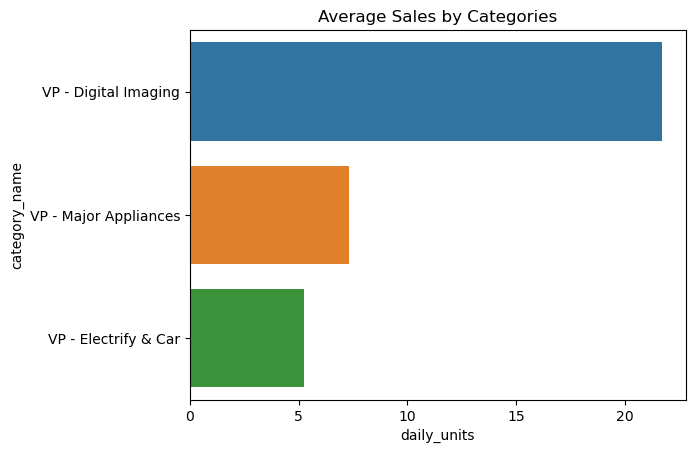 Average Sales by Categories
category_name
VP - Digital Imaging
VP - Major Appliances
VP - Electrify & Car
0 5 10 15 20
daily_units